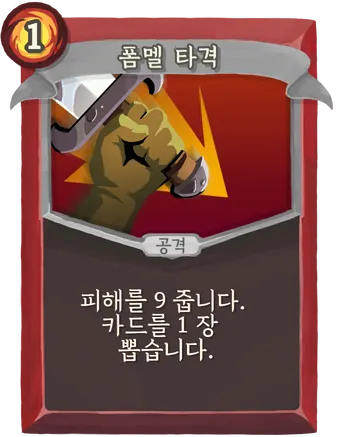 1
폼멜 타격
공격
피해를 9 줍니다.
카드를 1 장
뽑습니다.